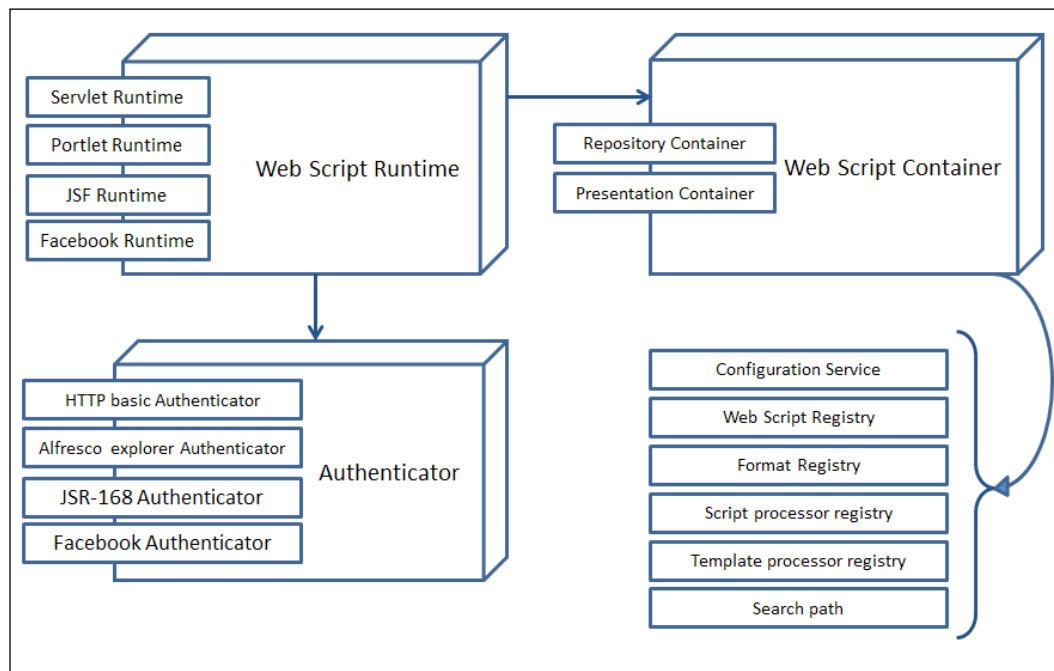 Servlet Runtime
Portlet Runtime
JSF Runtime
Facebook Runtime
Web Script Runtime
Repository Container
Presentation Container
Web Script Container
HTTP basic Authenticator
Alfresco explorer Authenticator
JSR-168 Authenticator
Facebook Authenticator
Authenticator
Configuration Service
Web Script Registry
Format Registry
Script processor registry
Template processor registry
Search path